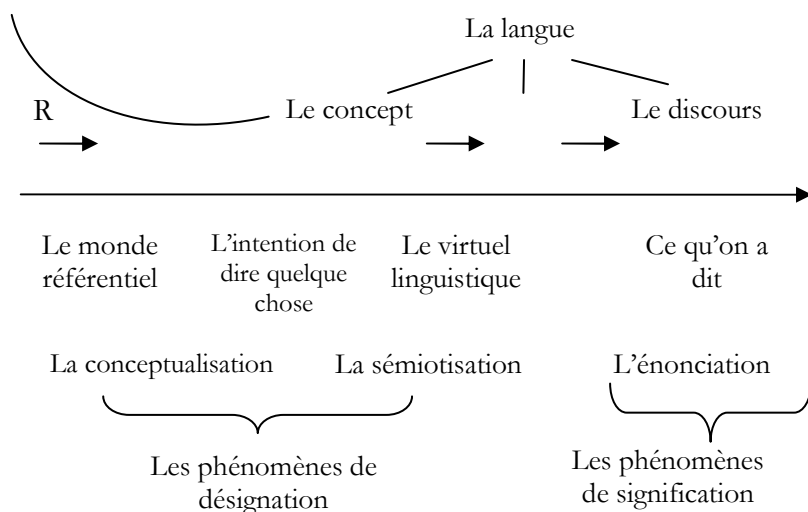 La langue
R
Le concept
Le discours
Le monde
référentiel
L'intention de
dire quelque
chose
Le virtuel
linguistique
Ce qu'on a
dit
La conceptualisation
La sémiotisation
L'énonciation
Les phénomènes de
désignation
Les phénomènes
de signification